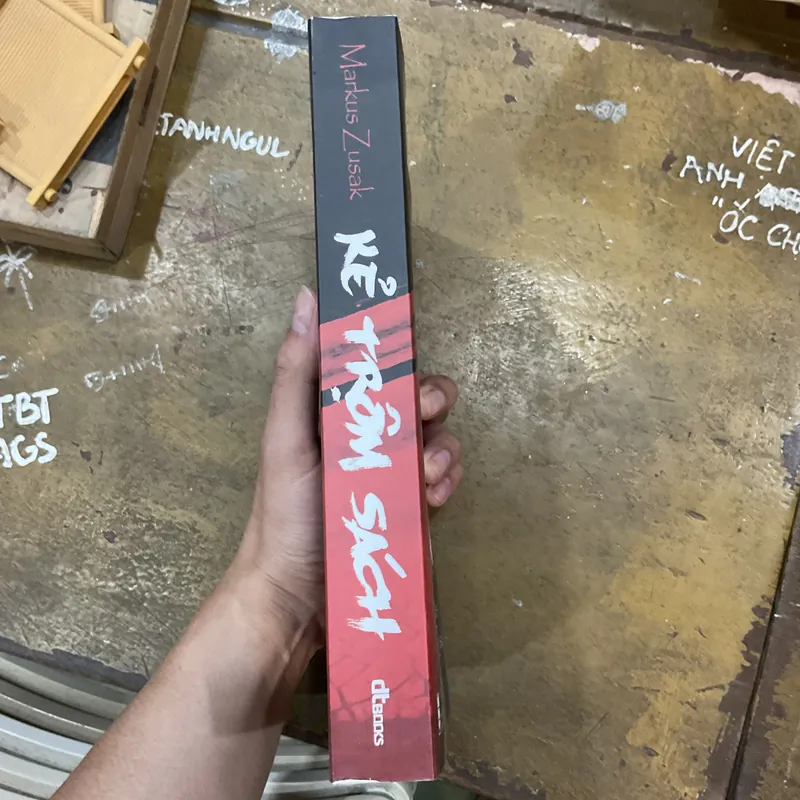 Markus Zusak
KẺ TRỘM SÁCH
dtBOOKS
TANHNGUL
VIỆT
ANH
ỐC CH
TBT
AGS